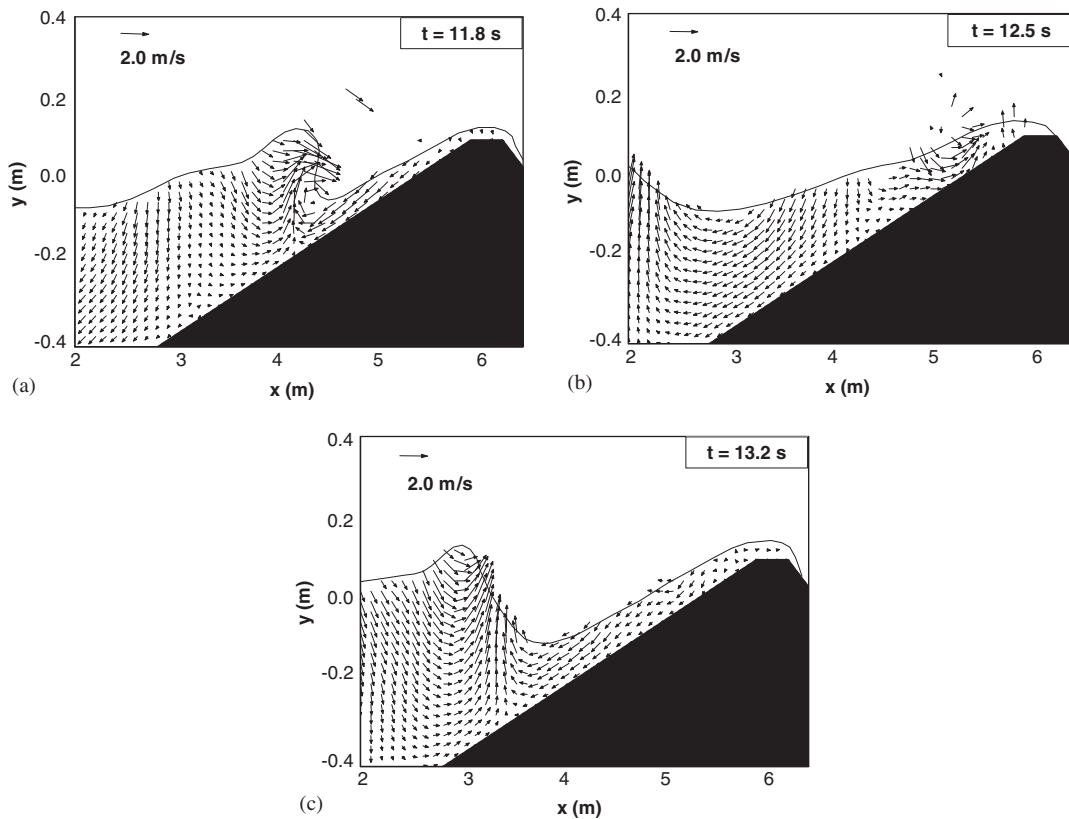 0.4
t = 11.8 s
2.0 m/s
0.2
y (m)
0.0
-0.2
-0.4
2 3 4 5 6
(a)
x (m)
0.4
t = 12.5 s
2.0 m/s
0.2
y (m)
0.0
-0.2
-0.4
2 3 4 5 6
(b)
x (m)
0.4
t = 13.2 s
2.0 m/s
0.2
y (m)
0.0
-0.2
-0.4
2 3 4 5 6
(c)
x (m)